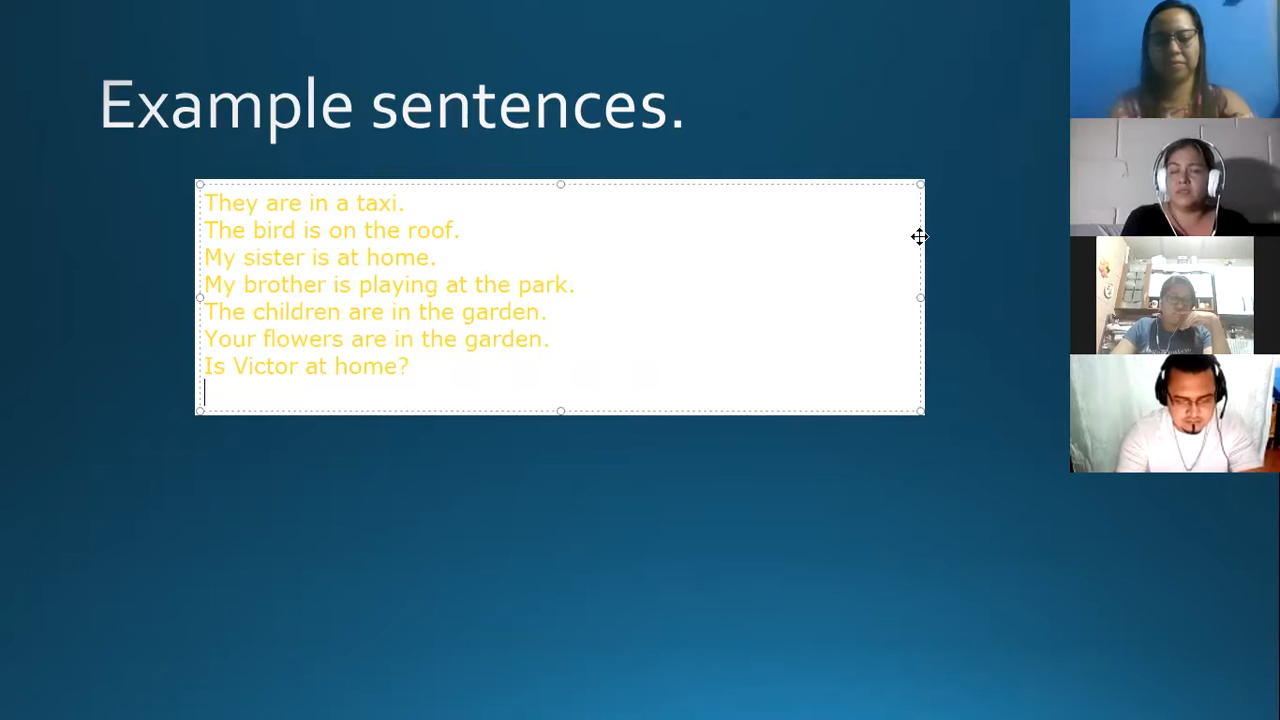 Example sentences.
They are in a taxi.
The bird is on the roof.
My sister is at home.
My brother is playing at the park.
The children are in the garden.
Your flowers are in the garden.
Is Victor at home?